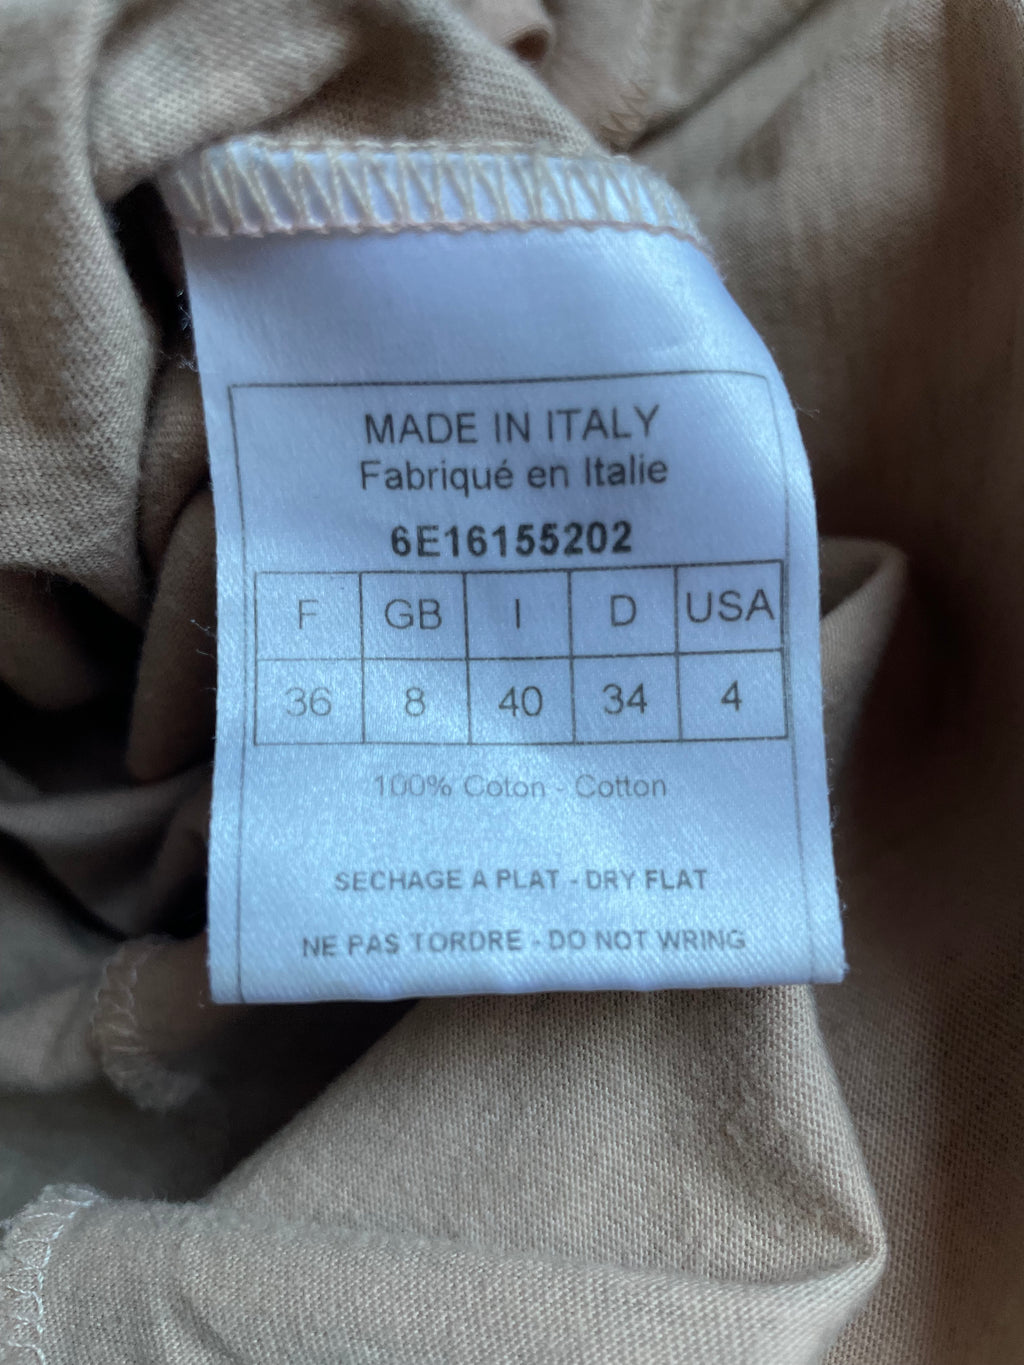 MADE IN ITALY
Fabriqué en Italie
6E16155202
F GB I D USA
36 8 40 34 4
100% Coton - Cotton
SECHAGE A PLAT - DRY FLAT
NE PAS TORDRE - DO NOT WRING